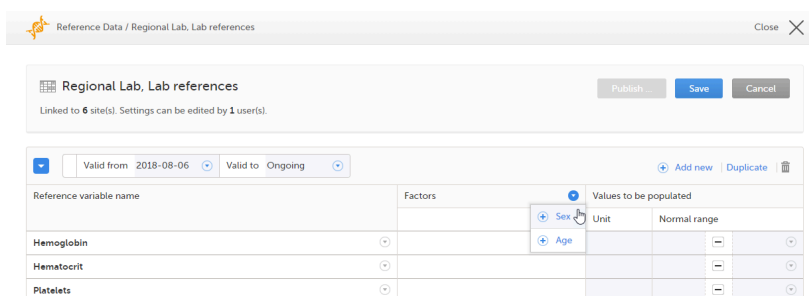 Reference Data / Regional Lab, Lab references Close
Regional Lab, Lab references Publish ... Save Cancel
Linked to 6 site(s). Settings can be edited by 1 user(s).
Valid from 2018-08-06 Valid to Ongoing Add new Duplicate
Reference variable name Factors Values to be populated
Sex Unit Normal range
Hemoglobin Age
Hematocrit
Platelets